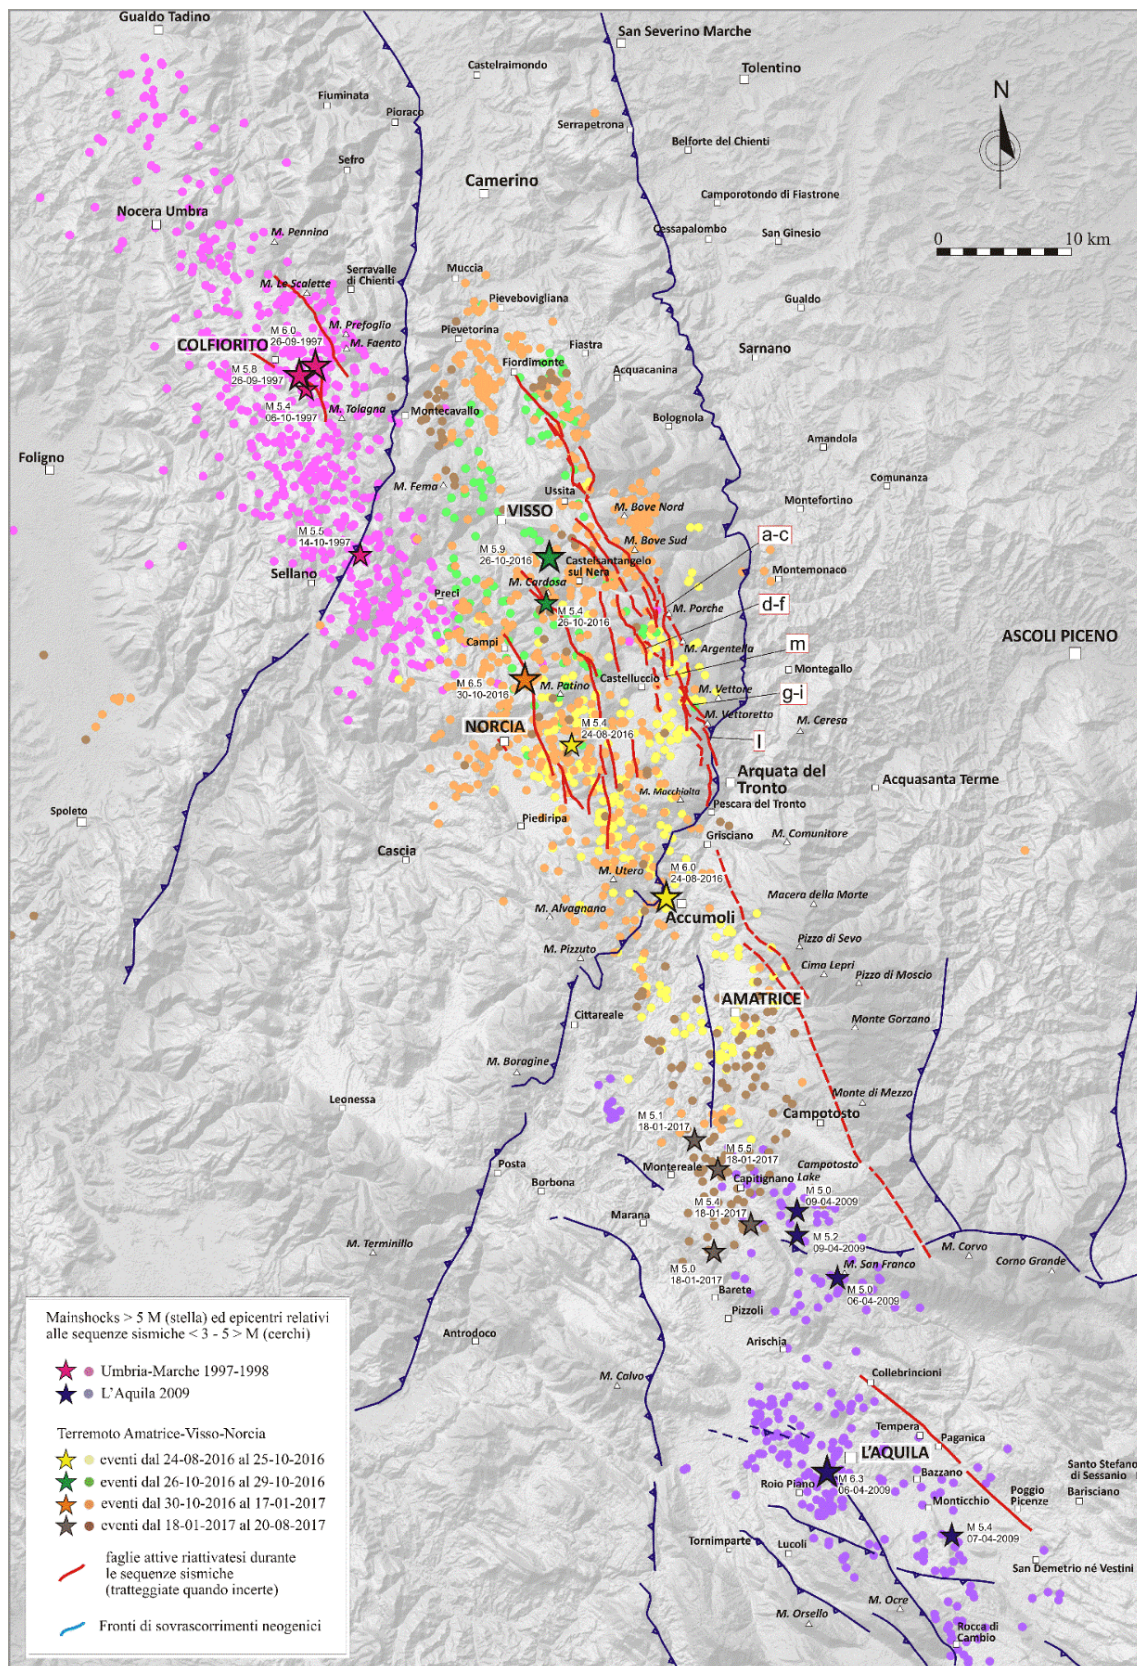 Gualdo Tadino
San Severino Marche
Castelraimondo
Tolentino
Fiuminata
Pioraco
Serrapetrona
Belforte del Chienti
N
Sefro
Camerino
Camporotondo di Fiastrone
Nocera Umbra
M. Pennino
Cessapalombo
San Ginesio
0
10 km
Muccia
Serravalle
di Chienti
M. Le Scalette
Pievebovigliana
Gualdo
M 6.0
26-09-1997
M. Prefoglio
Pievetorina
COLFIORITO
M. Faento
Fiastra
Sarnano
Fiordimonte
M 5.8
26-09-1997
Acquacanina
M 5.4
06-10-1997
M. Tolagna
Montecavallo
Bolognola
Amandola
Foligno
M. Fema
Comunanza
Ussita
Montefortino
VISSO
M. Bove Nord
M 5.5
14-10-1997
a-c
M 5.9
26-10-2016
M. Bove Sud
Castelsantangelo
sul Nera
Sellano
M. Cardosa
Montemonaco
Preci
d-f
M 5.4
26-10-2016
M. Porche
ASCOLI PICENO
Campi
m
M. Argentella
Montegallo
M 6.5
30-10-2016
M. Patino
Castelluccio
M. Vettore
g-i
NORCIA
M 5.4
24-08-2016
M. Vettoretto
M. Ceresa
l
Arquata del
Tronto
Acquasanta Terme
M. Macchialta
Pescara del Tronto
Spoleto
Piediripa
Grisciano
M. Comunitore
Cascia
M 6.0
24-08-2016
M. Utero
Macera della Morte
M. Alvagnano
Accumoli
Pizzo di Sevo
M. Pizzuto
Cima Lepri
Pizzo di Moscio
AMATRICE
Cittareale
Monte Gorzano
M. Boragine
Leonessa
Monte di Mezzo
M 5.1
18-01-2017
Campotosto
M 5.5
18-01-2017
Posta
Montereale
Campotosto
Lake
Borbona
Capitignano
M 5.0
09-04-2009
M 5.4
18-01-2017
Marana
M 5.2
09-04-2009
M. Terminillo
M. Corvo
Corno Grande
M 5.0
18-01-2017
M. San Franco
M 5.0
06-04-2009
Barete
Pizzoli
Antrodoco
Arischia
M. Calvo
Collebrincioni
Tempera
Paganica
L'AQUILA
Santo Stefano
di Sessanio
Bazzano
Roio Piano
M 6.3
06-04-2009
Poggio
Picenze
Barisciano
Monticchio
M 5.4
07-04-2009
Tornimparte
Lucoli
San Demetrio né Vestini
M. Ocre
M. Orsello
Rocca di
Cambio
Mainshocks > 5 M (stella) ed epicentri relativi
alle sequenze sismiche < 3 - 5 > M (cerchi)
Umbria-Marche 1997-1998
L'Aquila 2009
Terremoto Amatrice-Visso-Norcia
eventi dal 24-08-2016 al 25-10-2016
eventi dal 26-10-2016 al 29-10-2016
eventi dal 30-10-2016 al 17-01-2017
eventi dal 18-01-2017 al 20-08-2017
faglie attive riattivatesi durante
le sequenze sismiche
(tratteggiate quando incerte)
Fronti di sovrascorrimenti neogenici